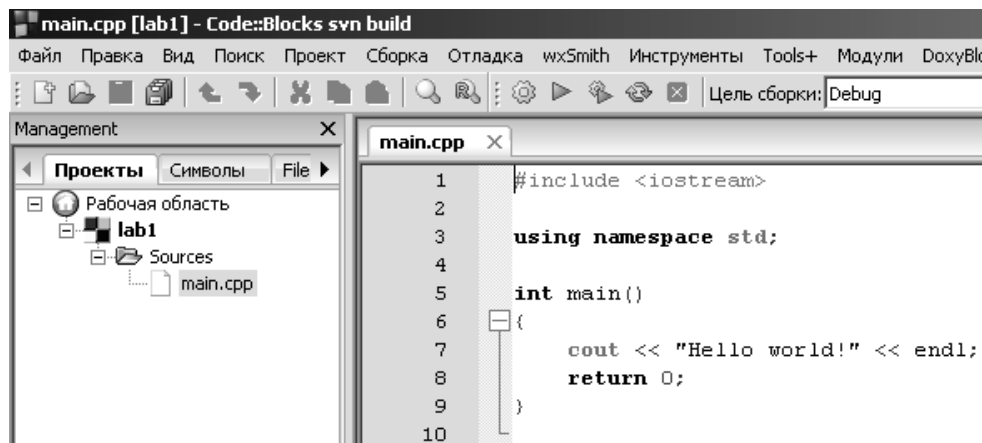 main.cpp [lab1] - Code::Blocks svn build
Файл Правка Вид Поиск Проект Сборка Отладка wxSmith Инструменты Tools+ Модули DoxyBlo
Цель сборки: Debug
Management
main.cpp
Проекты Символы File
Рабочая область
lab1
Sources
main.cpp
1 #include <iostream>
2
3 using namespace std;
4
5 int main()
6 {
7 cout << "Hello world!" << endl;
8 return 0;
9 }
10